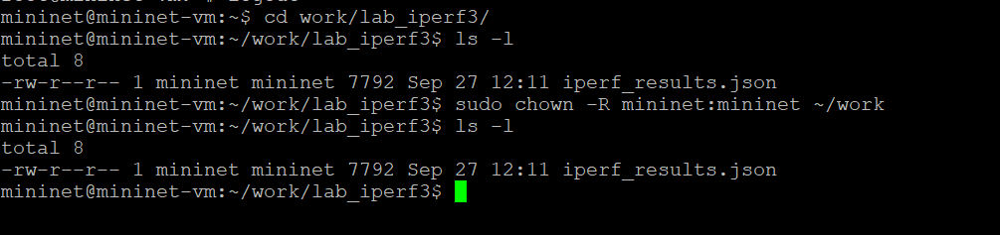 mininet@mininet-vm:~$ cd work/lab_iperf3/
mininet@mininet-vm:~/work/lab_iperf3$ ls -l
total 8
-rw-r--r-- 1 mininet mininet 7792 Sep 27 12:11 iperf_results.json
mininet@mininet-vm:~/work/lab_iperf3$ sudo chown -R mininet:mininet ~/work
mininet@mininet-vm:~/work/lab_iperf3$ ls -l
total 8
-rw-r--r-- 1 mininet mininet 7792 Sep 27 12:11 iperf_results.json
mininet@mininet-vm:~/work/lab_iperf3$